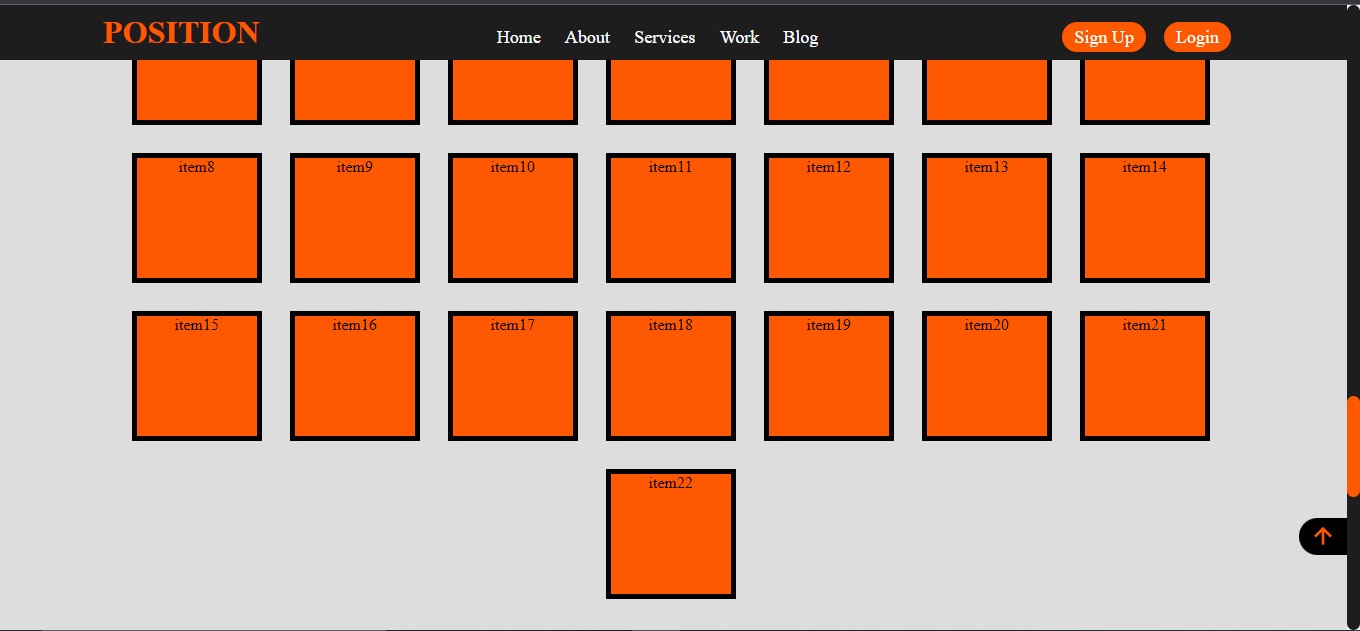 POSITION Home About Services Work Blog Sign Up Login
item8 item9 item10 item11 item12 item13 item14
item15 item16 item17 item18 item19 item20 item21
item22